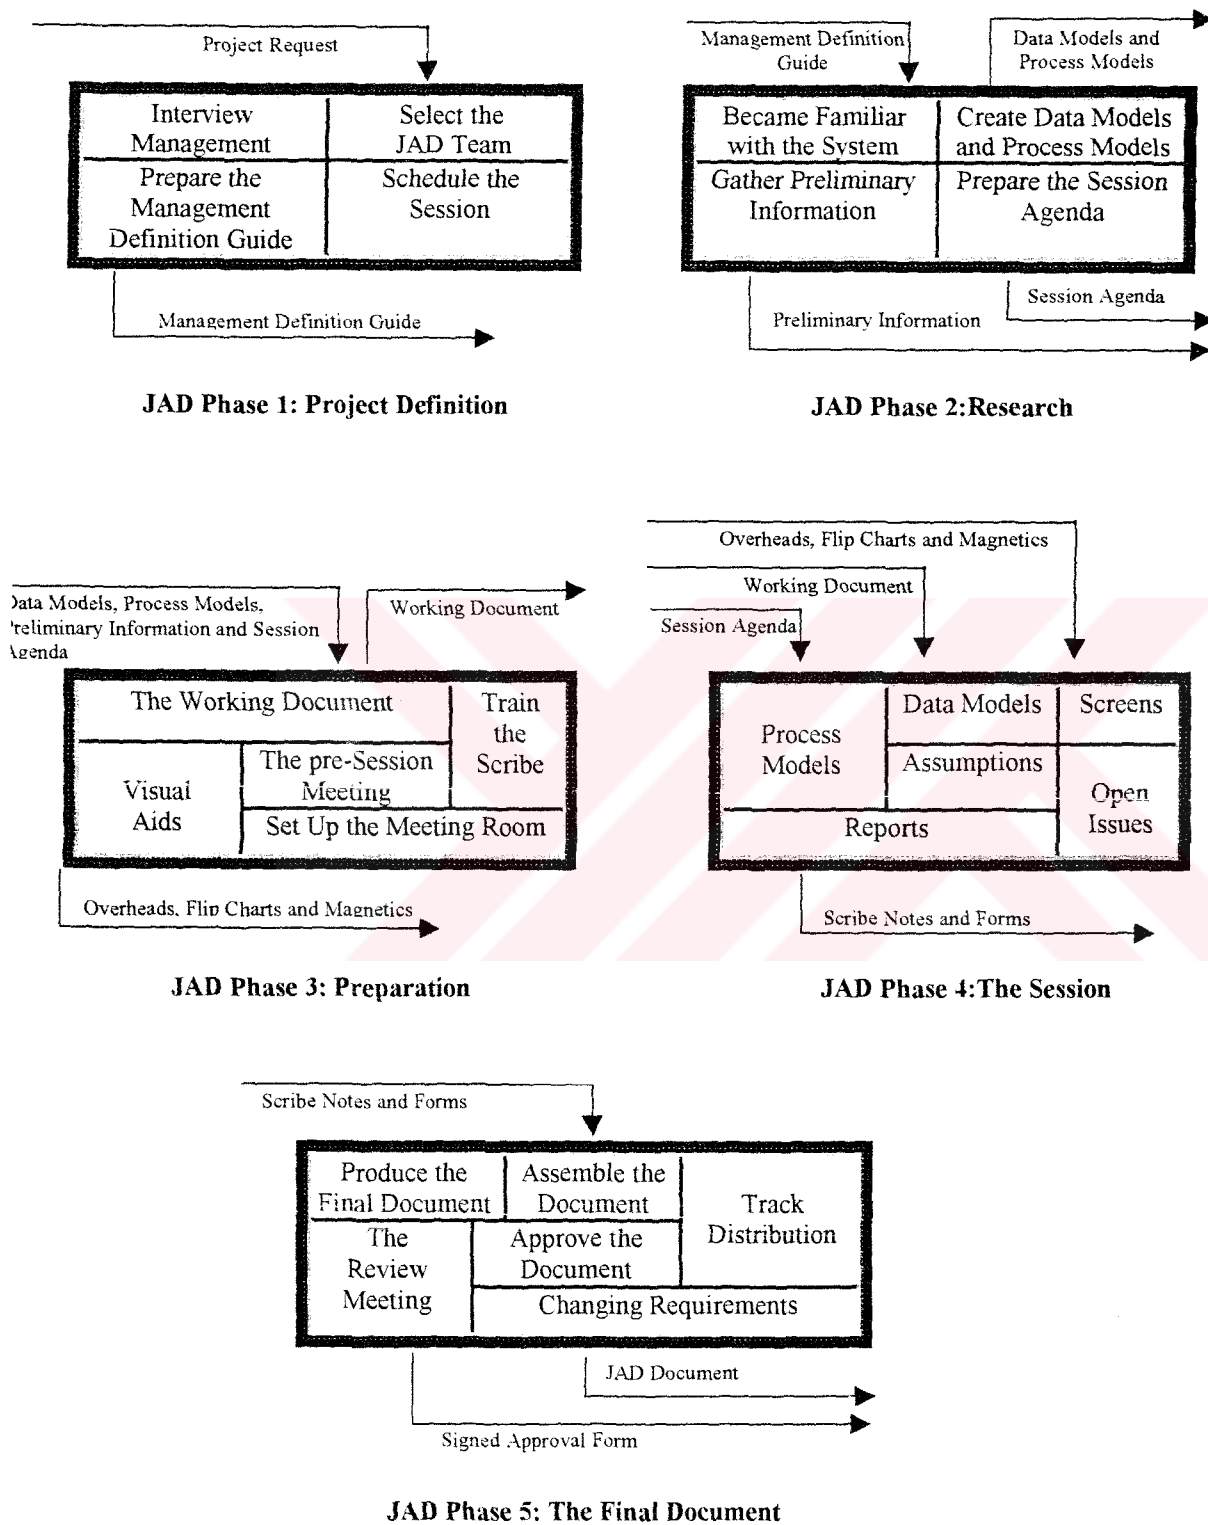 Project Request
Interview
Management
Select the
JAD Team
Prepare the
Management
Definition Guide
Schedule the
Session
Management Definition Guide
JAD Phase 1: Project Definition
Management Definition
Guide
Data Models and
Process Models
Became Familiar
with the System
Create Data Models
and Process Models
Gather Preliminary
Information
Prepare the Session
Agenda
Session Agenda
Preliminary Information
JAD Phase 2:Research
Data Models, Process Models,
Preliminary Information and Session
Agenda
Working Document
The Working Document
Train
the
Scribe
Visual
Aids
The pre-Session
Meeting
Set Up the Meeting Room
Overheads, Flip Charts and Magnetics
JAD Phase 3: Preparation
Overheads, Flip Charts and Magnetics
Working Document
Session Agenda
Process
Models
Data Models
Screens
Assumptions
Open
Issues
Reports
Scribe Notes and Forms
JAD Phase 4:The Session
Scribe Notes and Forms
Produce the
Final Document
Assemble the
Document
Track
Distribution
The
Review
Meeting
Approve the
Document
Changing Requirements
JAD Document
Signed Approval Form
JAD Phase 5: The Final Document